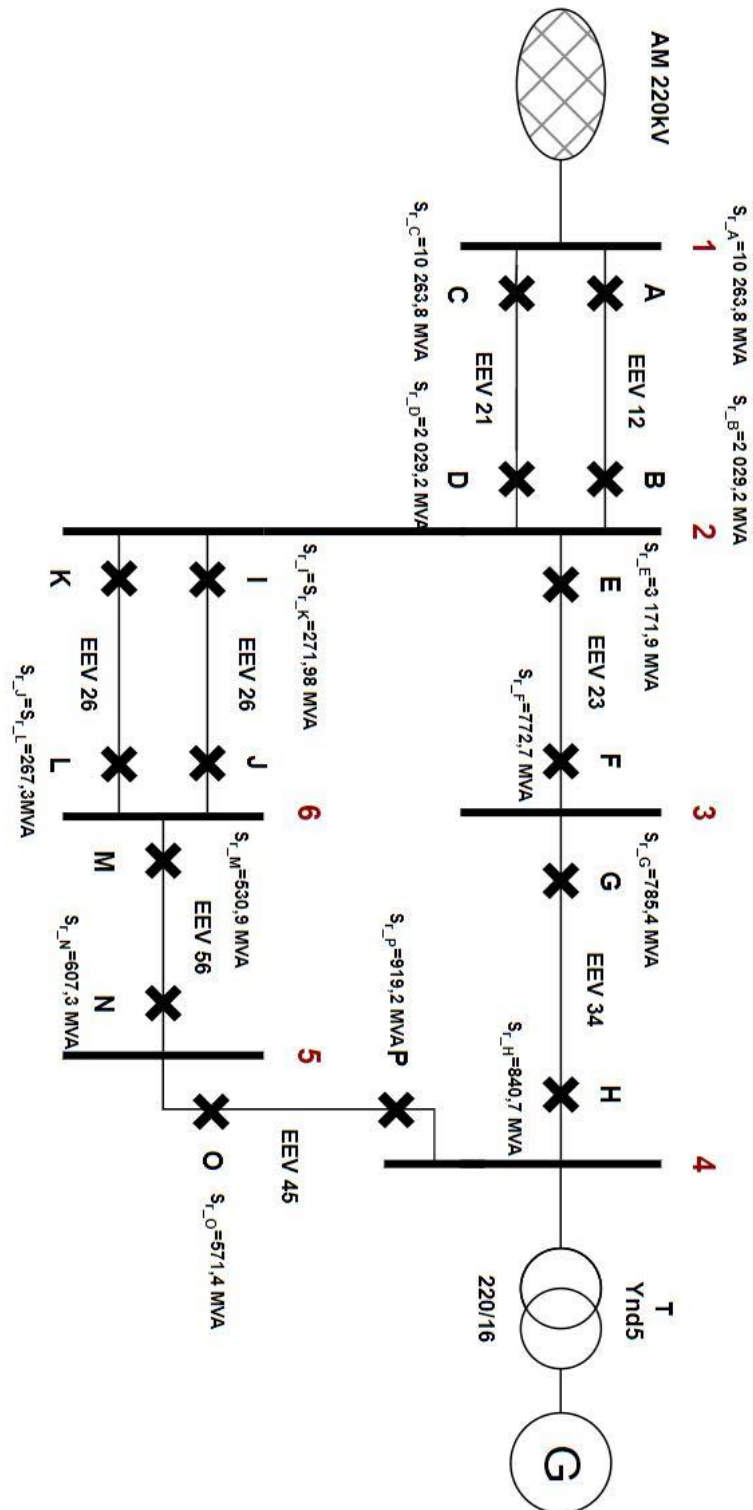 AM 220kV
1
S_r_A=10 263,8 MVA
S_r_B=2 029,2 MVA
A
EEV 12
B
C
EEV 21
D
S_r_C=10 263,8 MVA
S_r_D=2 029,2 MVA
2
S_r_E=3 171,9 MVA
E
EEV 23
F
S_r_F=772,7 MVA
3
S_r_G=785,4 MVA
G
EEV 34
H
S_r_H=840,7 MVA
4
T
Ynd5
220/16
G
S_r_I=S_r_K=271,98 MVA
I
EEV 26
J
K
EEV 26
L
S_r_J=S_r_L=267,3MVA
6
S_r_M=530,9 MVA
M
EEV 56
N
S_r_N=607,3 MVA
5
S_r_P=919,2 MVA
P
EEV 45
O
S_r_O=571,4 MVA